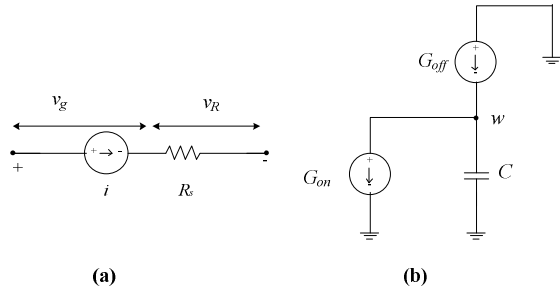 v_g
v_R
+
-
+ → -
i
R_s
(a)
G_off
+
-
w
G_on
+
-
C
(b)